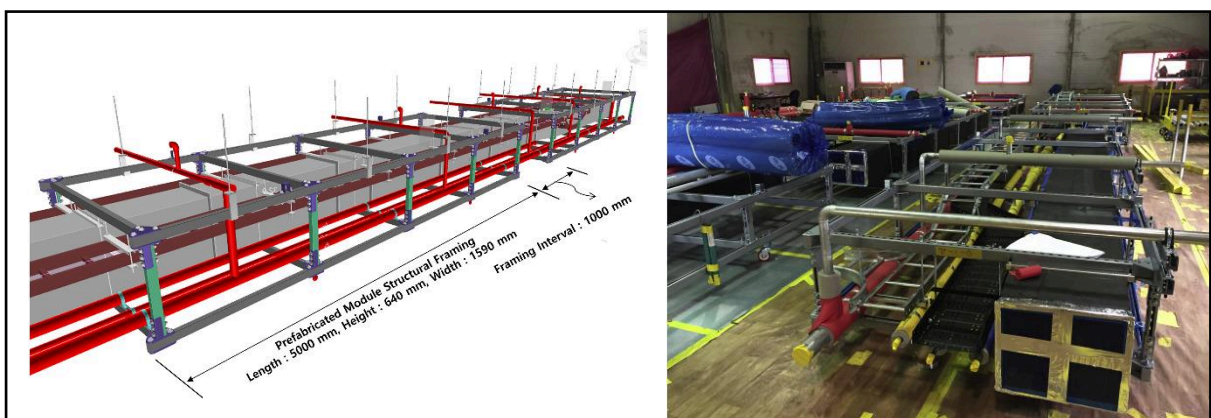 Prefabricated Module Structural Framing
Length : 5000 mm, Height : 640 mm, Width : 1590 mm
Framing Interval : 1000 mm